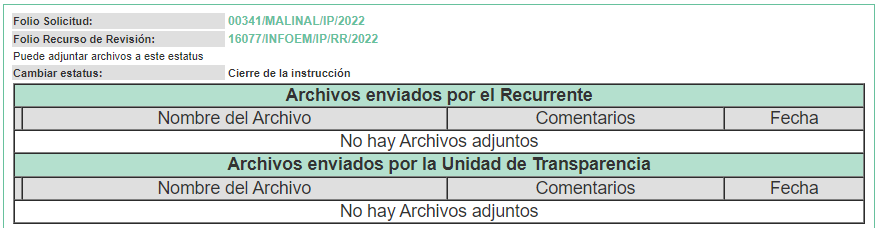 Folio Solicitud: 00341/MALINAL/IP/2022
Folio Recurso de Revisión: 16077/INFOEM/IP/RR/2022
Puede adjuntar archivos a este estatus
Cambiar estatus: Cierre de la instrucción
Archivos enviados por el Recurrente
Nombre del Archivo Comentarios Fecha
No hay Archivos adjuntos
Archivos enviados por la Unidad de Transparencia
Nombre del Archivo Comentarios Fecha
No hay Archivos adjuntos